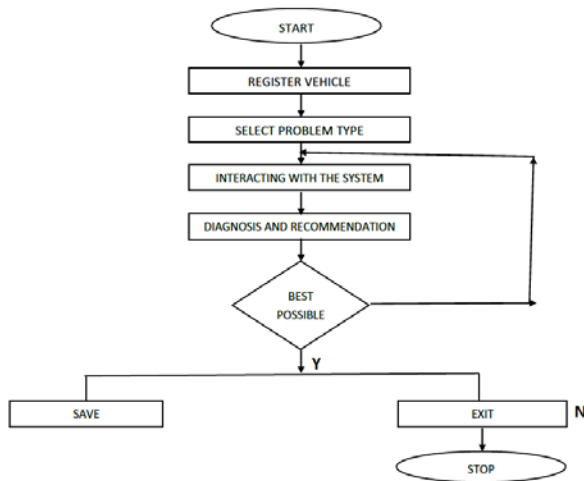 START
REGISTER VEHICLE
SELECT PROBLEM TYPE
INTERACTING WITH THE SYSTEM
DIAGNOSIS AND RECOMMENDATION
BEST
POSSIBLE
Y
SAVE
EXIT
N
STOP